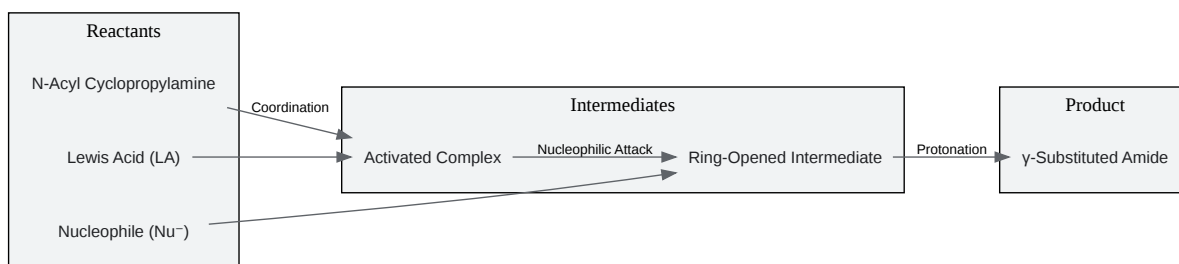 Reactants
N-Acyl Cyclopropylamine
Coordination
Intermediates
Product
Lewis Acid (LA)
Activated Complex
Nucleophilic Attack
Ring-Opened Intermediate
Protonation
γ-Substituted Amide
Nucleophile (Nu⁻)